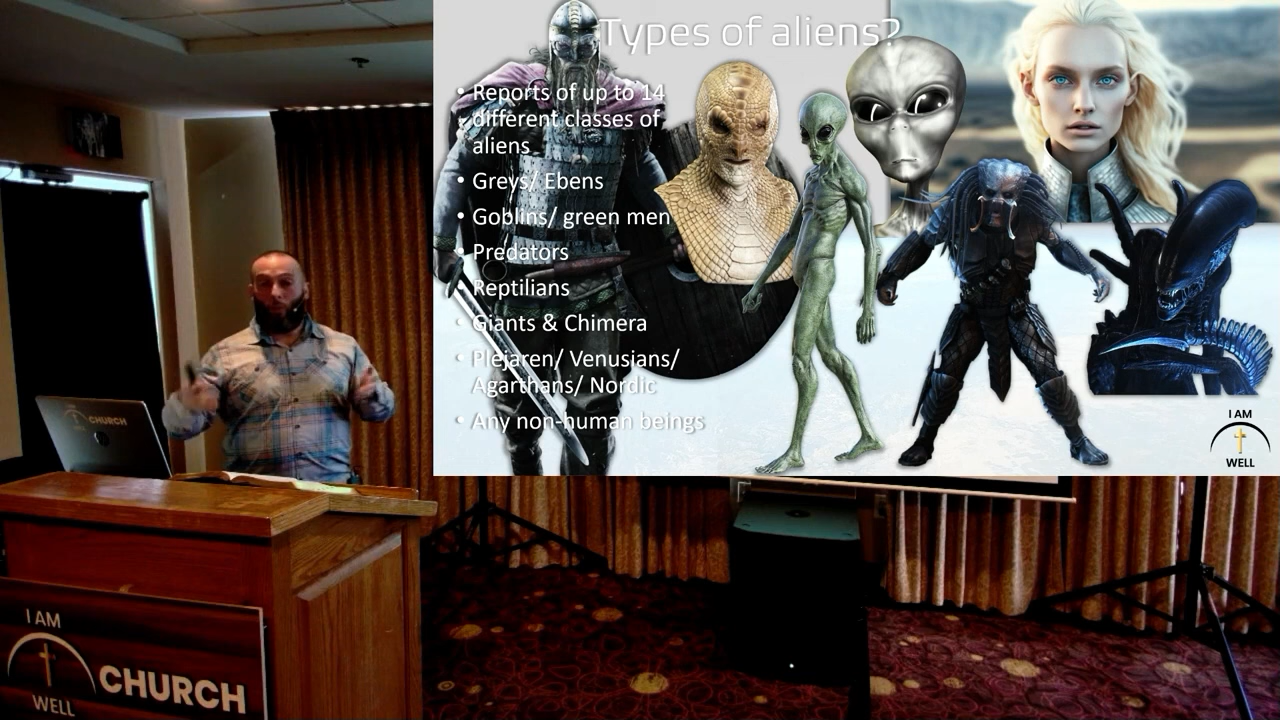 Types of aliens?
• Reports of up to 14
different classes of
aliens
• Greys/ Ebens
• Goblins/ green men
• Predators
• Reptilians
• Giants & Chimera
• Plejaren/ Venusians/
Agarthans/ Nordic
• Any non-human beings
I AM
WELL
CHURCH
I AM
CHURCH
WELL